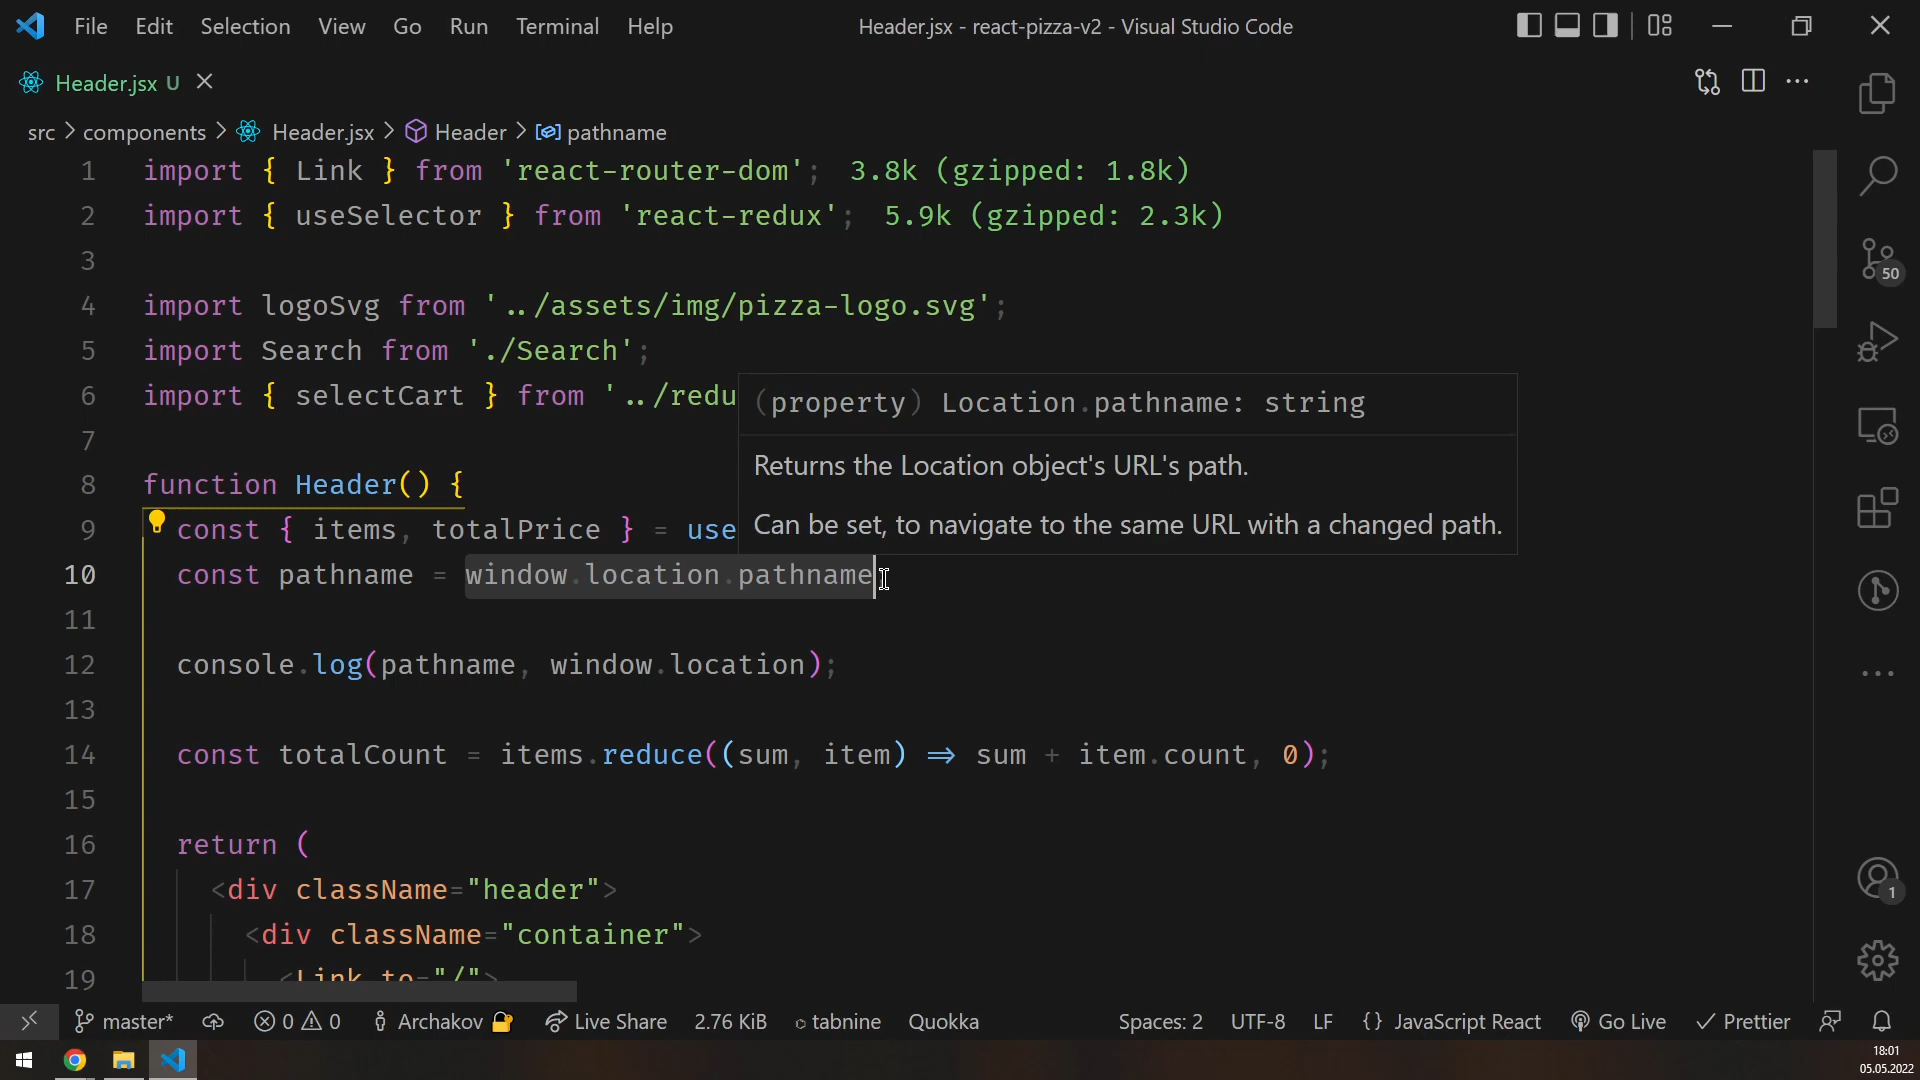 File Edit Selection View Go Run Terminal Help Header.jsx - react-pizza-v2 - Visual Studio Code
Header.jsx U
src > components > Header.jsx > Header > pathname
1 import { Link } from 'react-router-dom'; 3.8k (gzipped: 1.8k)
2 import { useSelector } from 'react-redux'; 5.9k (gzipped: 2.3k)
3
4 import logoSvg from '../assets/img/pizza-logo.svg';
5 import Search from './Search';
6 import { selectCart } from '../redu
(property) Location.pathname: string
7
Returns the Location object's URL's path.
8 function Header() {
Can be set, to navigate to the same URL with a changed path.
9 const { items, totalPrice } = use
10 const pathname = window.location.pathname;
11
12 console.log(pathname, window.location);
13
14 const totalCount = items.reduce((sum, item) => sum + item.count, 0);
15
16 return (
17 <div className="header">
18 <div className="container">
19 <Link to="/">
50
1
master* 0 0 Archakov Live Share 2.76 KiB tabnine Quokka Spaces: 2 UTF-8 LF {} JavaScript React Go Live Prettier
18:01
05.05.2022